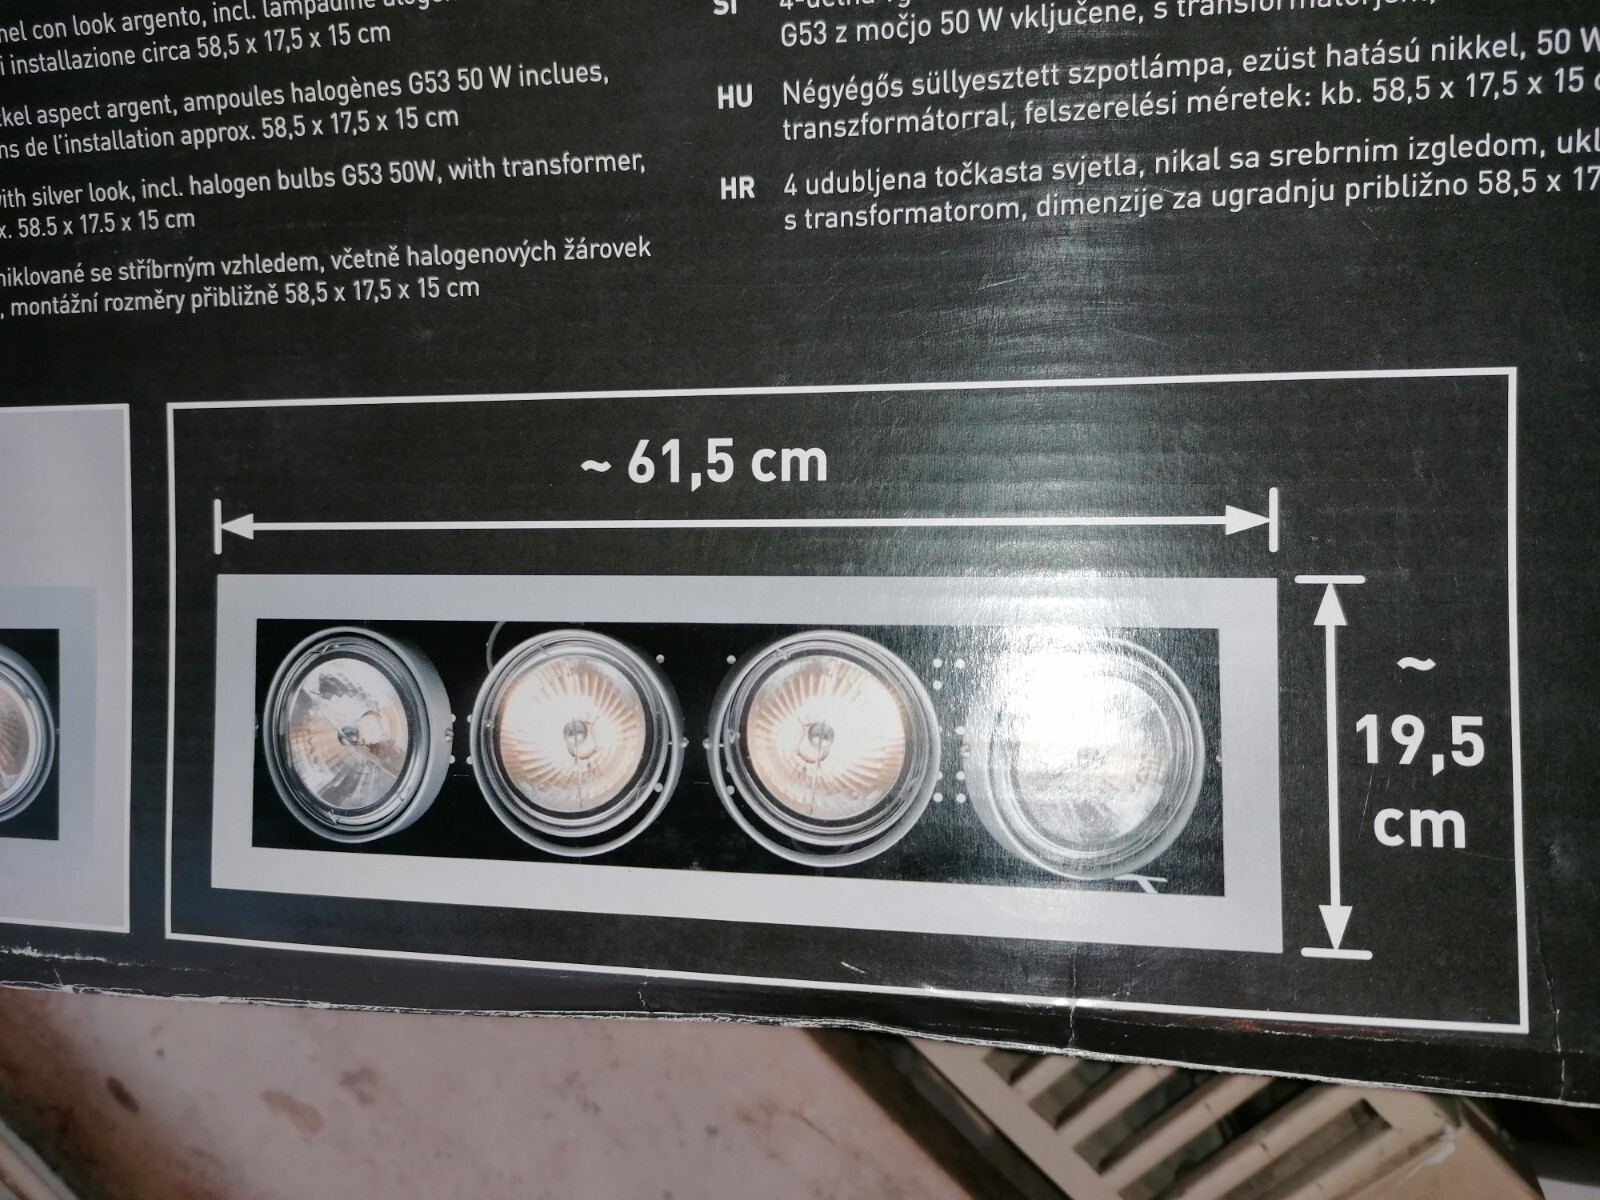 nel con look argento, incl. lampadine
i installazione circa 58,5 x 17,5 x 15 cm
ckel aspect argent, ampoules halogènes G53 50 W inclues,
ns de l'installation approx. 58,5 x 17,5 x 15 cm
with silver look, incl. halogen bulbs G53 50W, with transformer,
x. 58.5 x 17.5 x 15 cm
niklované se stříbrným vzhledem, včetně halogenových žárovek
, montážní rozměry přibližně 58,5 x 17,5 x 15 cm
SI
G53 z močjo 50 W vključene, s transformatorjem,
HU Négyégős süllyesztett szpotlámpa, ezüst hatású nikkel, 50 W
transzformátorral, felszerelési méretek: kb. 58,5 x 17,5 x 15 c
HR 4 udubljena točkasta svjetla, nikal sa srebrnim izgledom, ukl
s transformatorom, dimenzije za ugradnju približno 58,5 x 17
~ 61,5 cm
~
19,5
cm